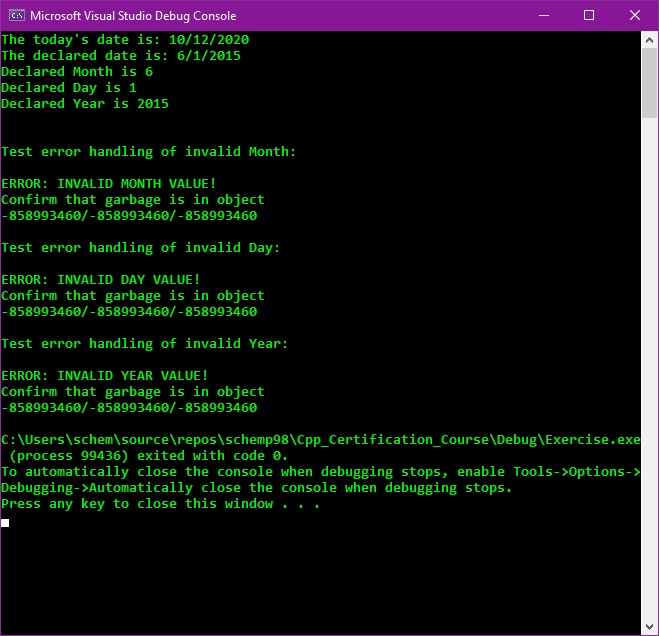 Microsoft Visual Studio Debug Console
The today's date is: 10/12/2020
The declared date is: 6/1/2015
Declared Month is 6
Declared Day is 1
Declared Year is 2015
Test error handling of invalid Month:
ERROR: INVALID MONTH VALUE!
Confirm that garbage is in object
-858993460/-858993460/-858993460
Test error handling of invalid Day:
ERROR: INVALID DAY VALUE!
Confirm that garbage is in object
-858993460/-858993460/-858993460
Test error handling of invalid Year:
ERROR: INVALID YEAR VALUE!
Confirm that garbage is in object
-858993460/-858993460/-858993460
C:\Users\schem\source\repos\schemp98\Cpp_Certification_Course\Debug\Exercise.exe
(process 99436) exited with code 0.
To automatically close the console when debugging stops, enable Tools->Options->
Debugging->Automatically close the console when debugging stops.
Press any key to close this window . . .